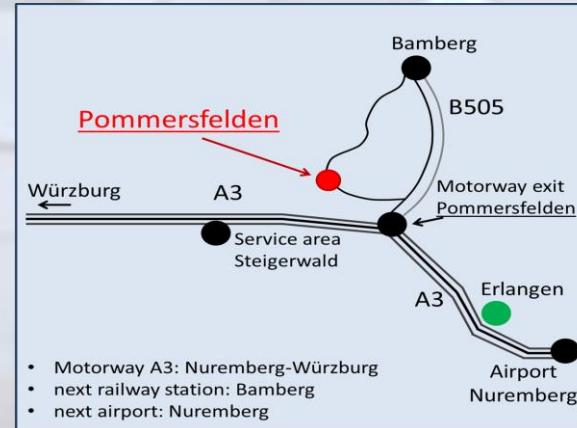 Bamberg
B505
Pommersfelden
Würzburg
A3
Motorway exit
Pommersfelden
Service area
Steigerwald
A3
Erlangen
Airport
Nuremberg
• Motorway A3: Nuremberg-Würzburg
• next railway station: Bamberg
• next airport: Nuremberg